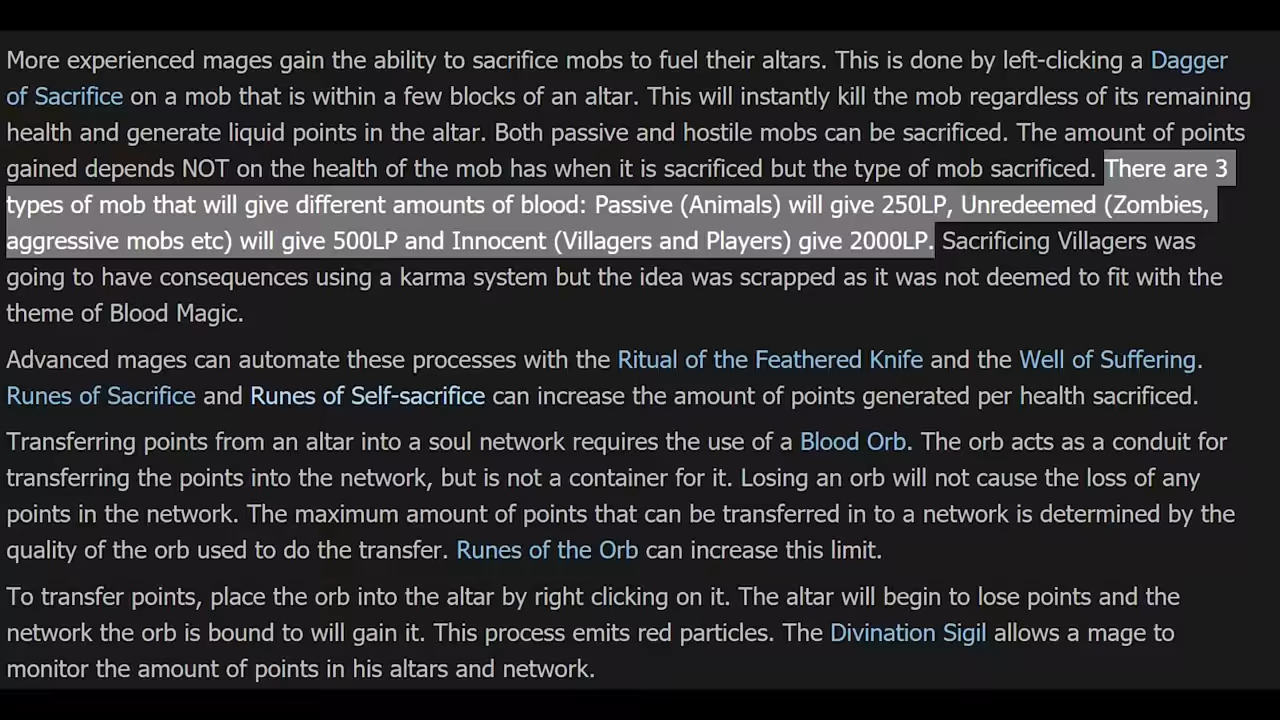 More experienced mages gain the ability to sacrifice mobs to fuel their altars. This is done by left-clicking a Dagger
of Sacrifice on a mob that is within a few blocks of an altar. This will instantly kill the mob regardless of its remaining
health and generate liquid points in the altar. Both passive and hostile mobs can be sacrificed. The amount of points
gained depends NOT on the health of the mob has when it is sacrificed but the type of mob sacrificed. There are 3
types of mob that will give different amounts of blood: Passive (Animals) will give 250LP, Unredeemed (Zombies,
aggressive mobs etc) will give 500LP and Innocent (Villagers and Players) give 2000LP. Sacrificing Villagers was
going to have consequences using a karma system but the idea was scrapped as it was not deemed to fit with the
theme of Blood Magic.
Advanced mages can automate these processes with the Ritual of the Feathered Knife and the Well of Suffering.
Runes of Sacrifice and Runes of Self-sacrifice can increase the amount of points generated per health sacrificed.
Transferring points from an altar into a soul network requires the use of a Blood Orb. The orb acts as a conduit for
transferring the points into the network, but is not a container for it. Losing an orb will not cause the loss of any
points in the network. The maximum amount of points that can be transferred in to a network is determined by the
quality of the orb used to do the transfer. Runes of the Orb can increase this limit.
To transfer points, place the orb into the altar by right clicking on it. The altar will begin to lose points and the
network the orb is bound to will gain it. This process emits red particles. The Divination Sigil allows a mage to
monitor the amount of points in his altars and network.